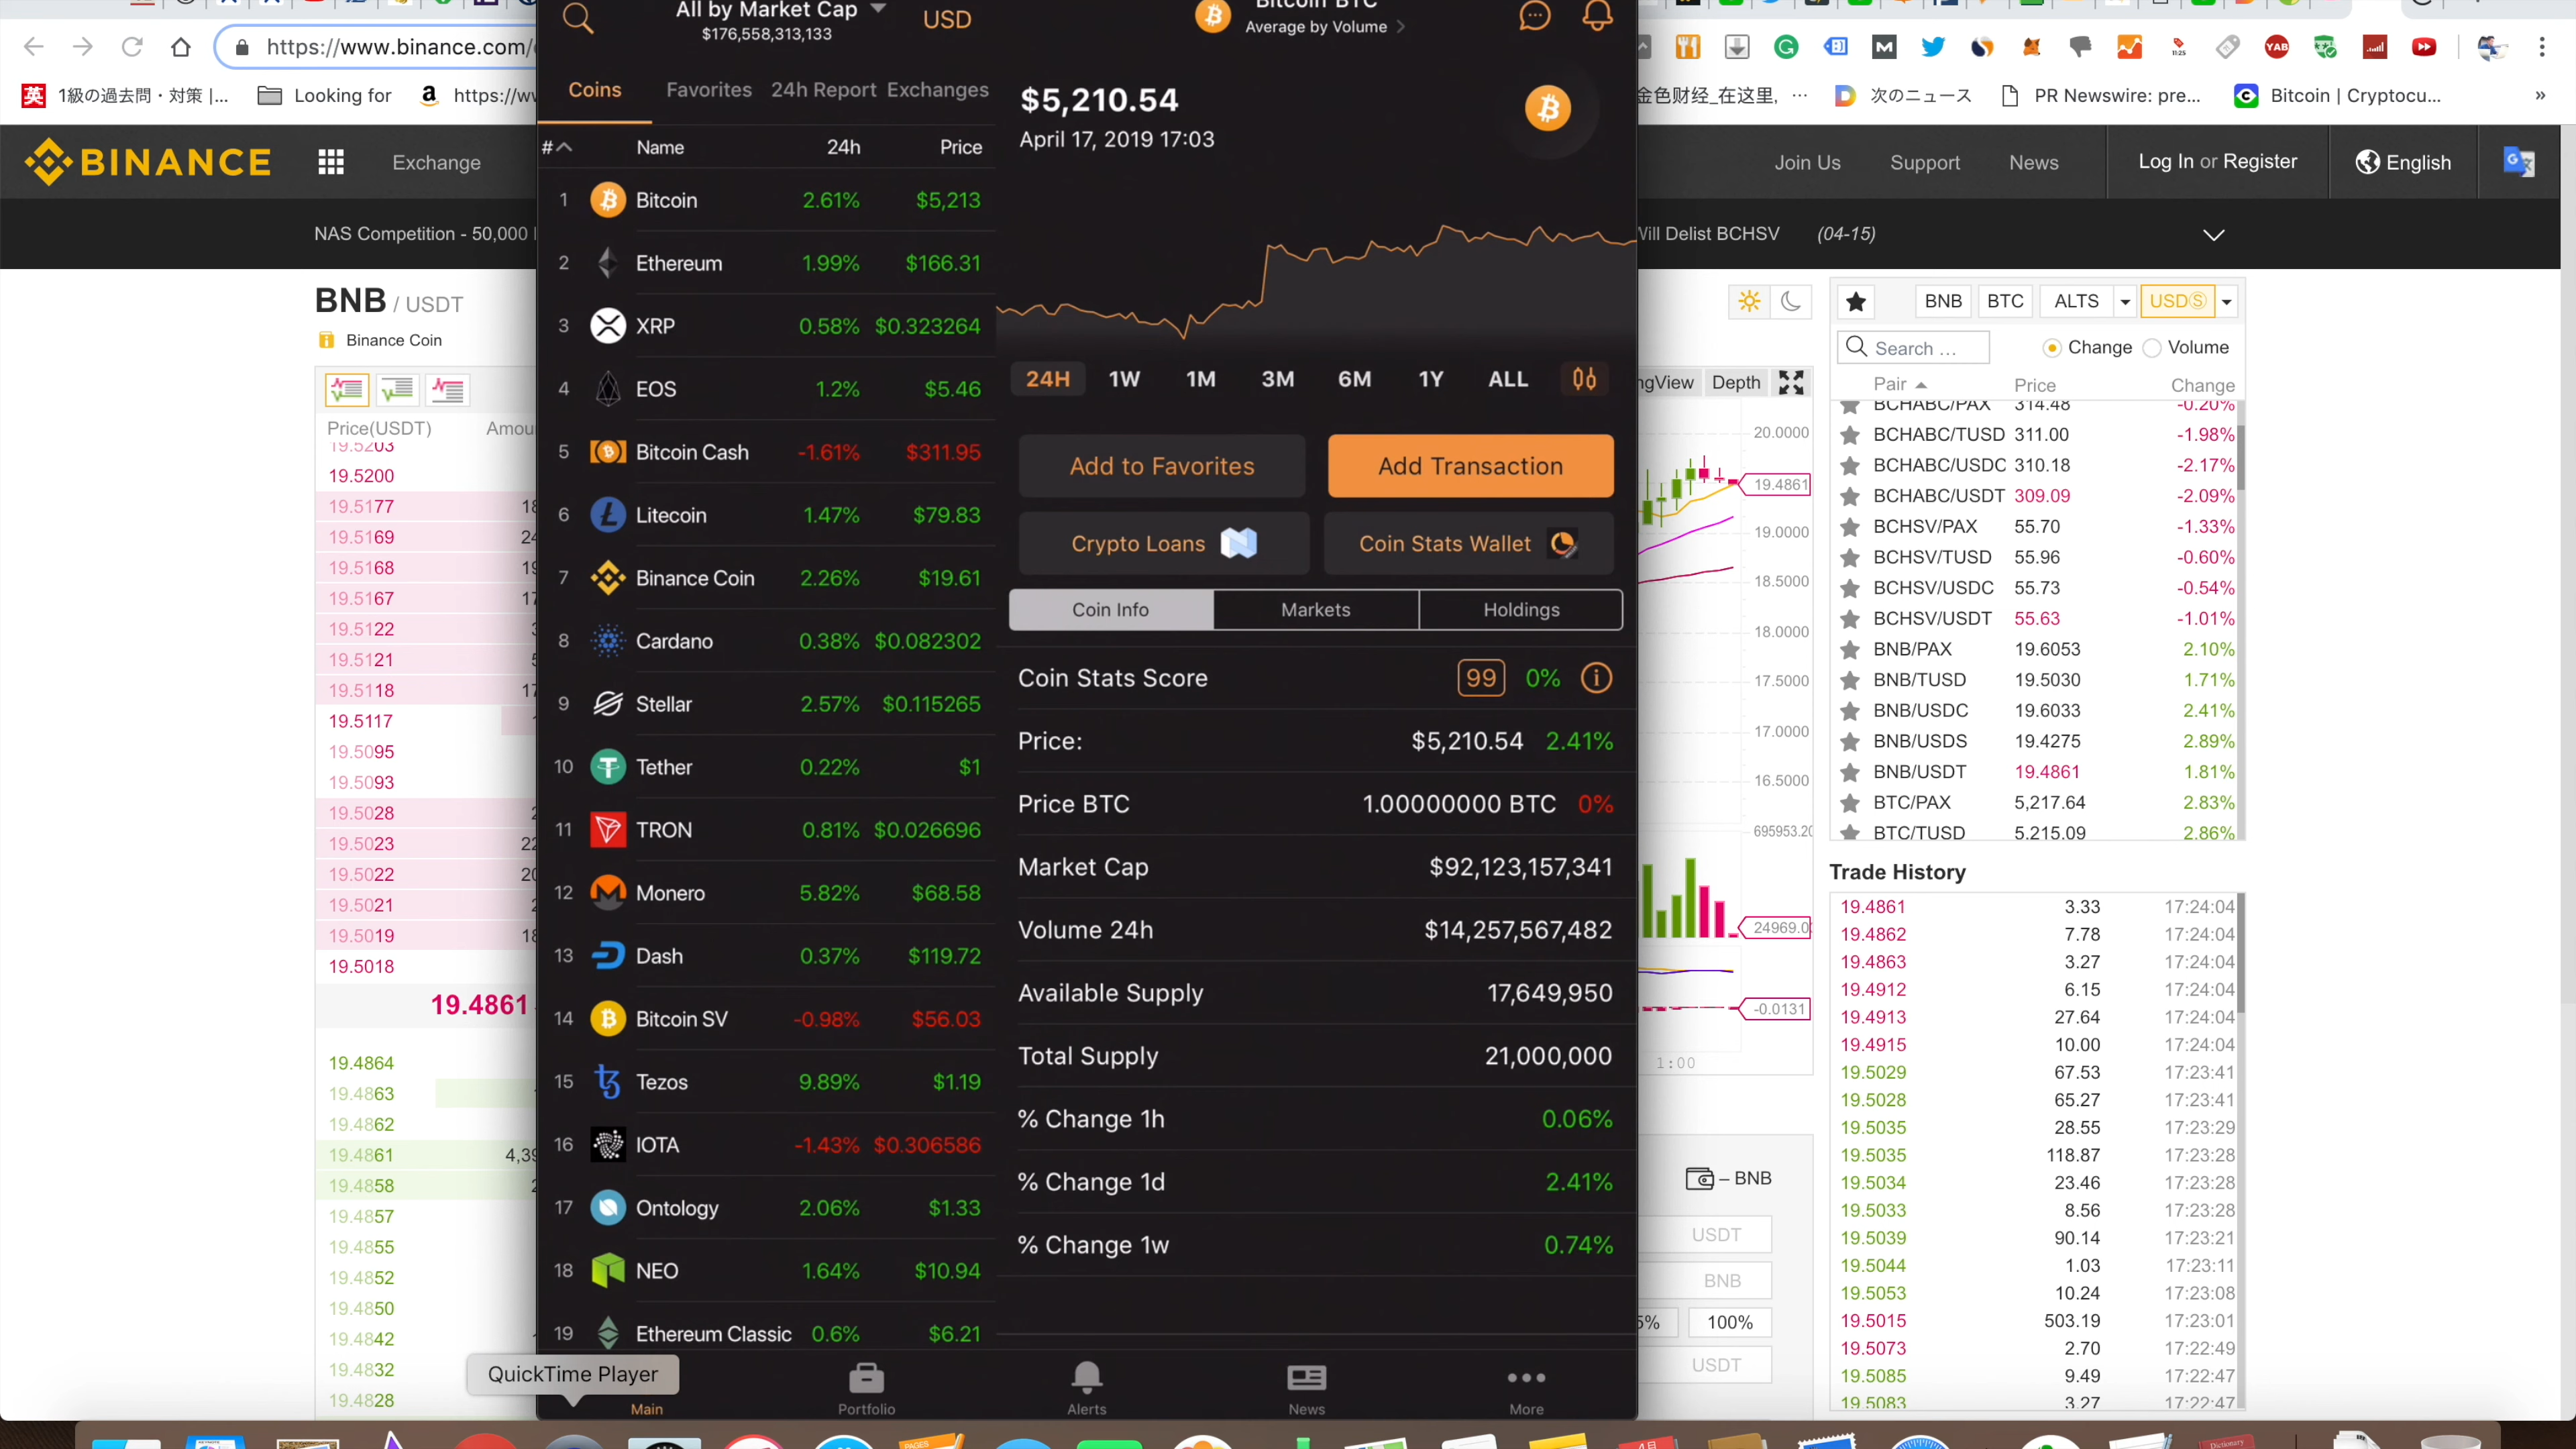 https://www.binance.com/
1級の過去問・対策 |...
Looking for
金色财经_在这里, ...
次のニュース
PR Newswire: pre...
Bitcoin | Cryptocu...
»
BINANCE
Exchange
Join Us
Support
News
Log In or Register
English
NAS Competition - 50,000
Will Delist BCHSV (04-15)
BNB / USDT
Binance Coin
Price(USDT)
19.5203
19.5200
19.5177
19.5169
19.5168
19.5167
19.5122
19.5121
19.5118
19.5117
19.5095
19.5093
19.5028
19.5023
19.5022
19.5021
19.5019
19.5018
19.4861
19.4864
19.4863
19.4862
19.4861
19.4858
19.4857
19.4855
19.4852
19.4850
19.4842
19.4832
19.4828
QuickTime Player
All by Market Cap
$176,558,313,133
USD
Coins Favorites 24h Report Exchanges
# Name 24h Price
1 Bitcoin 2.61% $5,213
2 Ethereum 1.99% $166.31
3 XRP 0.58% $0.323264
4 EOS 1.2% $5.46
5 Bitcoin Cash -1.61% $311.95
6 Litecoin 1.47% $79.83
7 Binance Coin 2.26% $19.61
8 Cardano 0.38% $0.082302
9 Stellar 2.57% $0.115265
10 Tether 0.22% $1
11 TRON 0.81% $0.026696
12 Monero 5.82% $68.58
13 Dash 0.37% $119.72
14 Bitcoin SV -0.98% $56.03
15 Tezos 9.89% $1.19
16 IOTA -1.43% $0.306586
17 Ontology 2.06% $1.33
18 NEO 1.64% $10.94
19 Ethereum Classic 0.6% $6.21
Main Portfolio Alerts News More
Bitcoin BTC
Average by Volume
$5,210.54
April 17, 2019 17:03
24H 1W 1M 3M 6M 1Y ALL
Add to Favorites
Add Transaction
Crypto Loans
Coin Stats Wallet
Coin Info Markets Holdings
Coin Stats Score 99 0%
Price: $5,210.54 2.41%
Price BTC 1.00000000 BTC 0%
Market Cap $92,123,157,341
Volume 24h $14,257,567,482
Available Supply 17,649,950
Total Supply 21,000,000
% Change 1h 0.06%
% Change 1d 2.41%
% Change 1w 0.74%
Depth
20.0000
19.4861
19.0000
18.5000
18.0000
17.5000
17.0000
16.5000
695953.20
24969.0
-0.0131
1:00
– BNB
USDT
BNB
100%
USDT
BNB BTC ALTS USDⓈ
Search ...
Change Volume
Pair Price Change
BCHABC/PAX 314.48 -0.20%
BCHABC/TUSD 311.00 -1.98%
BCHABC/USDC 310.18 -2.17%
BCHABC/USDT 309.09 -2.09%
BCHSV/PAX 55.70 -1.33%
BCHSV/TUSD 55.96 -0.60%
BCHSV/USDC 55.73 -0.54%
BCHSV/USDT 55.63 -1.01%
BNB/PAX 19.6053 2.10%
BNB/TUSD 19.5030 1.71%
BNB/USDC 19.6033 2.41%
BNB/USDS 19.4275 2.89%
BNB/USDT 19.4861 1.81%
BTC/PAX 5,217.64 2.83%
BTC/TUSD 5,215.09 2.86%
Trade History
19.4861 3.33 17:24:04
19.4862 7.78 17:24:04
19.4863 3.27 17:24:04
19.4912 6.15 17:24:04
19.4913 27.64 17:24:04
19.4915 10.00 17:24:04
19.5029 67.53 17:23:41
19.5028 65.27 17:23:41
19.5035 28.55 17:23:29
19.5035 118.87 17:23:28
19.5034 23.46 17:23:28
19.5033 8.56 17:23:28
19.5039 90.14 17:23:21
19.5044 1.03 17:23:11
19.5053 10.24 17:23:08
19.5015 503.19 17:23:01
19.5073 2.70 17:22:49
19.5085 9.49 17:22:47
19.5083 3.27 17:22:47